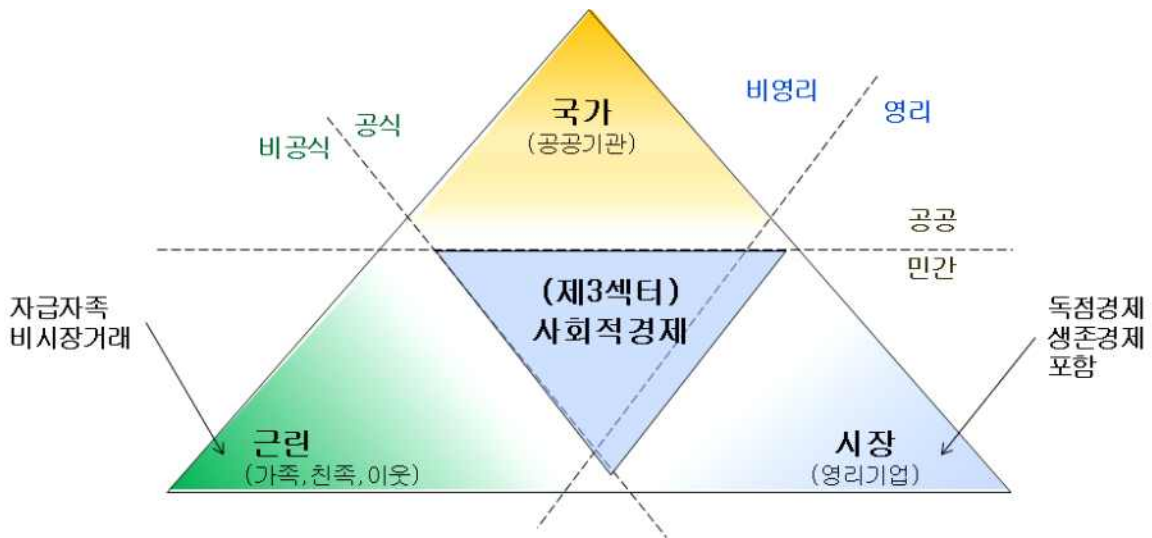 비영리
영리
국가
(공공기관)
공식
비공식
공공
민간
(제3섹터)
사회적경제
자급자족
비시장거래
독점경제
생존경제
포함
근린
(가족,친족,이웃)
시장
(영리기업)